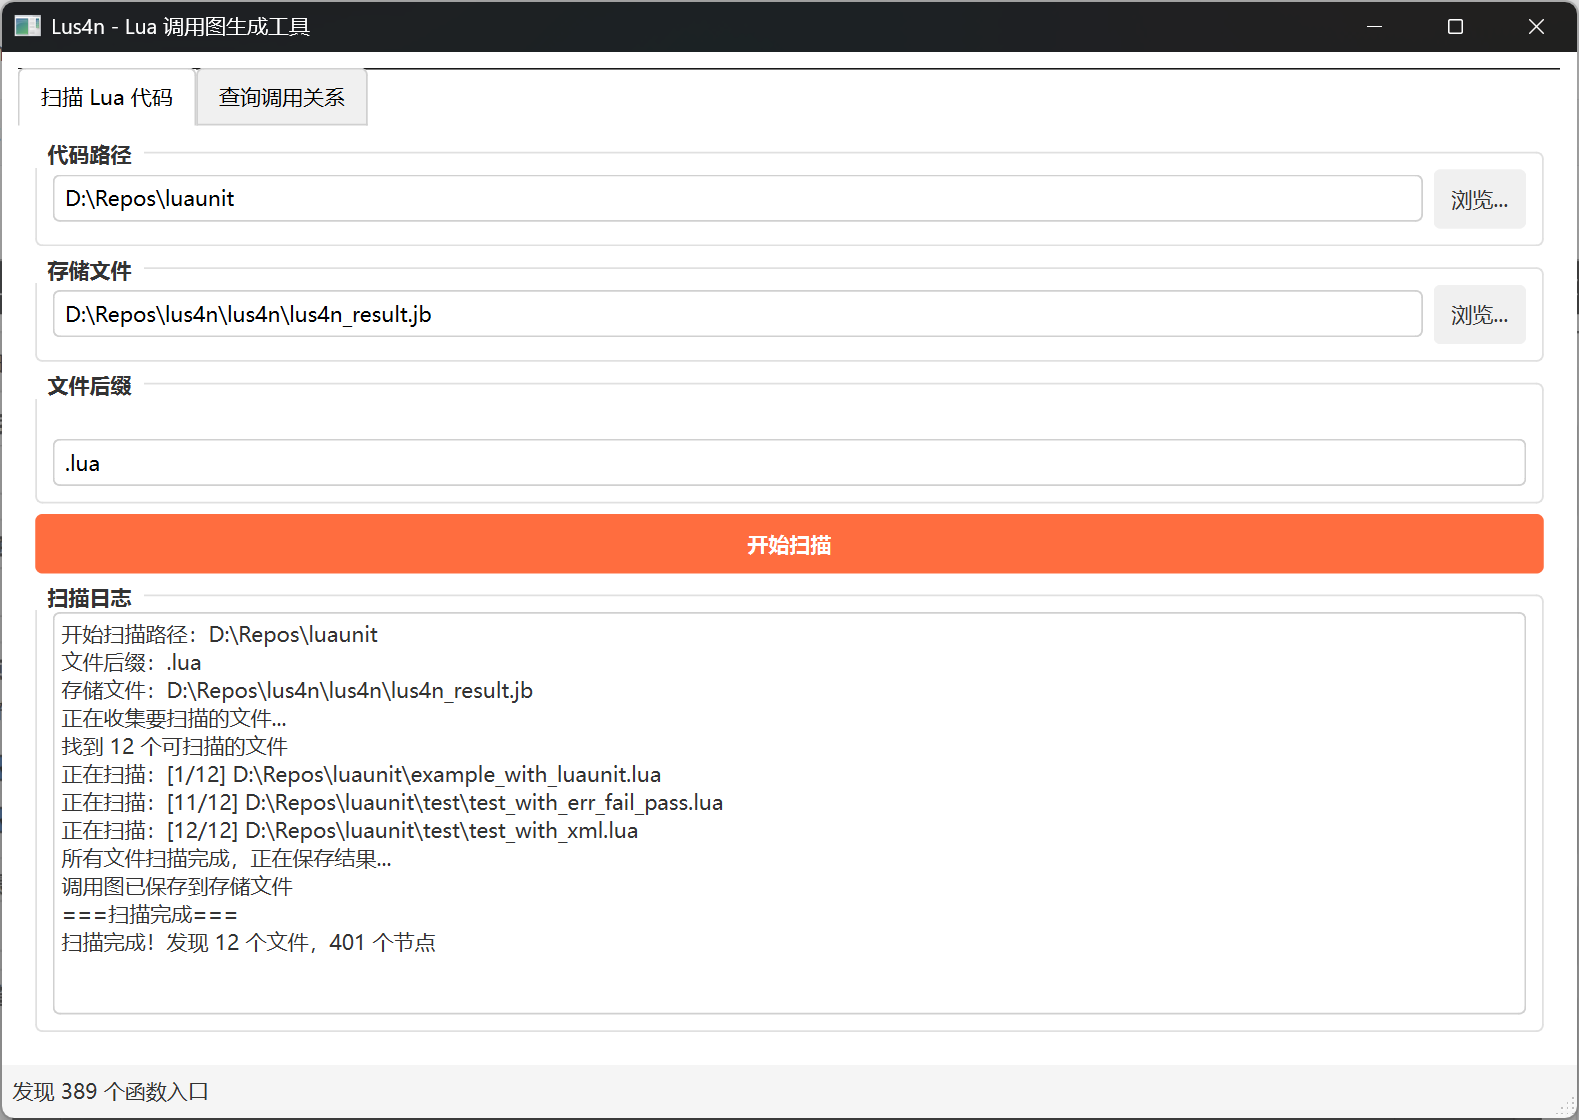 Lus4n - Lua 调用图生成工具
扫描 Lua 代码
查询调用关系
代码路径
D:\Repos\luaunit
浏览...
存储文件
D:\Repos\lus4n\lus4n\lus4n_result.jb
浏览...
文件后缀
.lua
开始扫描
扫描日志
开始扫描路径：D:\Repos\luaunit
文件后缀：.lua
存储文件：D:\Repos\lus4n\lus4n\lus4n_result.jb
正在收集要扫描的文件...
找到 12 个可扫描的文件
正在扫描：[1/12] D:\Repos\luaunit\example_with_luaunit.lua
正在扫描：[11/12] D:\Repos\luaunit\test\test_with_err_fail_pass.lua
正在扫描：[12/12] D:\Repos\luaunit\test\test_with_xml.lua
所有文件扫描完成，正在保存结果...
调用图已保存到存储文件
===扫描完成===
扫描完成！发现 12 个文件，401 个节点
发现 389 个函数入口